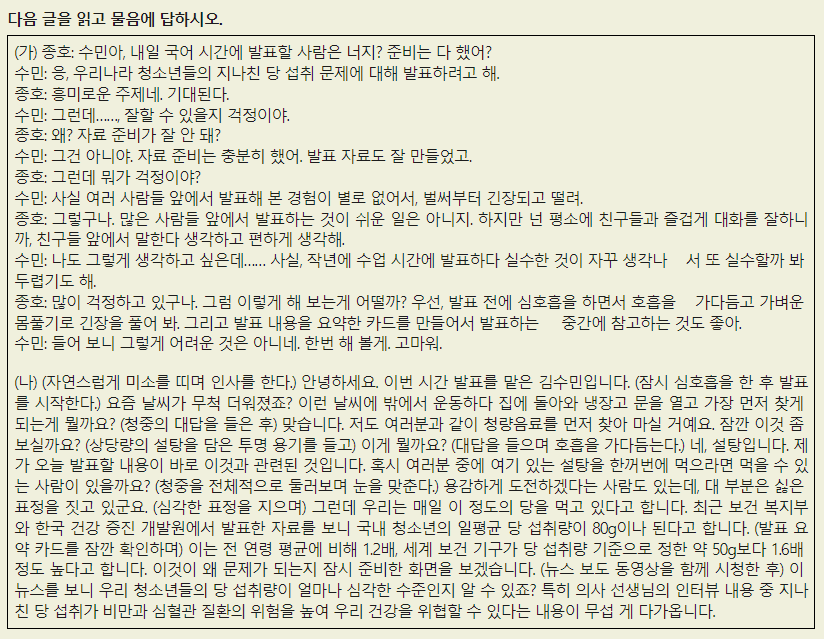 다음 글을 읽고 물음에 답하시오.
(가) 종호: 수민아, 내일 국어 시간에 발표할 사람은 너지? 준비는 다 했어?
수민: 응, 우리나라 청소년들의 지나친 당 섭취 문제에 대해 발표하려고 해.
종호: 흥미로운 주제네. 기대된다.
수민: 그런데……, 잘할 수 있을지 걱정이야.
종호: 왜? 자료 준비가 잘 안 돼?
수민: 그건 아니야. 자료 준비는 충분히 했어. 발표 자료도 잘 만들었고.
종호: 그런데 뭐가 걱정이야?
수민: 사실 여러 사람들 앞에서 발표해 본 경험이 별로 없어서, 벌써부터 긴장되고 떨려.
종호: 그렇구나. 많은 사람들 앞에서 발표하는 것이 쉬운 일은 아니지. 하지만 넌 평소에 친구들과 즐겁게 대화를 잘하니
까, 친구들 앞에서 말한다 생각하고 편하게 생각해.
수민: 나도 그렇게 생각하고 싶은데…… 사실, 작년에 수업 시간에 발표하다 실수한 것이 자꾸 생각나 서 또 실수할까 봐
두렵기도 해.
종호: 많이 걱정하고 있구나. 그럼 이렇게 해 보는게 어떨까? 우선, 발표 전에 심호흡을 하면서 호흡을 가다듬고 가벼운
몸풀기로 긴장을 풀어 봐. 그리고 발표 내용을 요약한 카드를 만들어서 발표하는 중간에 참고하는 것도 좋아.
수민: 들어 보니 그렇게 어려운 것은 아니네. 한번 해 볼게. 고마워.
(나) (자연스럽게 미소를 띠며 인사를 한다.) 안녕하세요. 이번 시간 발표를 맡은 김수민입니다. (잠시 심호흡을 한 후 발표
를 시작한다.) 요즘 날씨가 무척 더워졌죠? 이런 날씨에 밖에서 운동하다 집에 돌아와 냉장고 문을 열고 가장 먼저 찾게
되는게 뭘까요? (청중의 대답을 들은 후) 맞습니다. 저도 여러분과 같이 청량음료를 먼저 찾아 마실 거예요. 잠깐 이것 좀
보실까요? (상당량의 설탕을 담은 투명 용기를 들고) 이게 뭘까요? (대답을 들으며 호흡을 가다듬는다.) 네, 설탕입니다. 제
가 오늘 발표할 내용이 바로 이것과 관련된 것입니다. 혹시 여러분 중에 여기 있는 설탕을 한꺼번에 먹으라면 먹을 수 있
는 사람이 있을까요? (청중을 전체적으로 둘러보며 눈을 맞춘다.) 용감하게 도전하겠다는 사람도 있는데, 대 부분은 싫은
표정을 짓고 있군요. (심각한 표정을 지으며) 그런데 우리는 매일 이 정도의 당을 먹고 있다고 합니다. 최근 보건 복지부
와 한국 건강 증진 개발원에서 발표한 자료를 보니 국내 청소년의 일평균 당 섭취량이 80g이나 된다고 합니다. (발표 요
약 카드를 잠깐 확인하며) 이는 전 연령 평균에 비해 1.2배, 세계 보건 기구가 당 섭취량 기준으로 정한 약 50g보다 1.6배
정도 높다고 합니다. 이것이 왜 문제가 되는지 잠시 준비한 화면을 보겠습니다. (뉴스 보도 동영상을 함께 시청한 후) 이
뉴스를 보니 우리 청소년들의 당 섭취량이 얼마나 심각한 수준인지 알 수 있죠? 특히 의사 선생님의 인터뷰 내용 중 지나
친 당 섭취가 비만과 심혈관 질환의 위험을 높여 우리 건강을 위협할 수 있다는 내용이 무섭 게 다가옵니다.